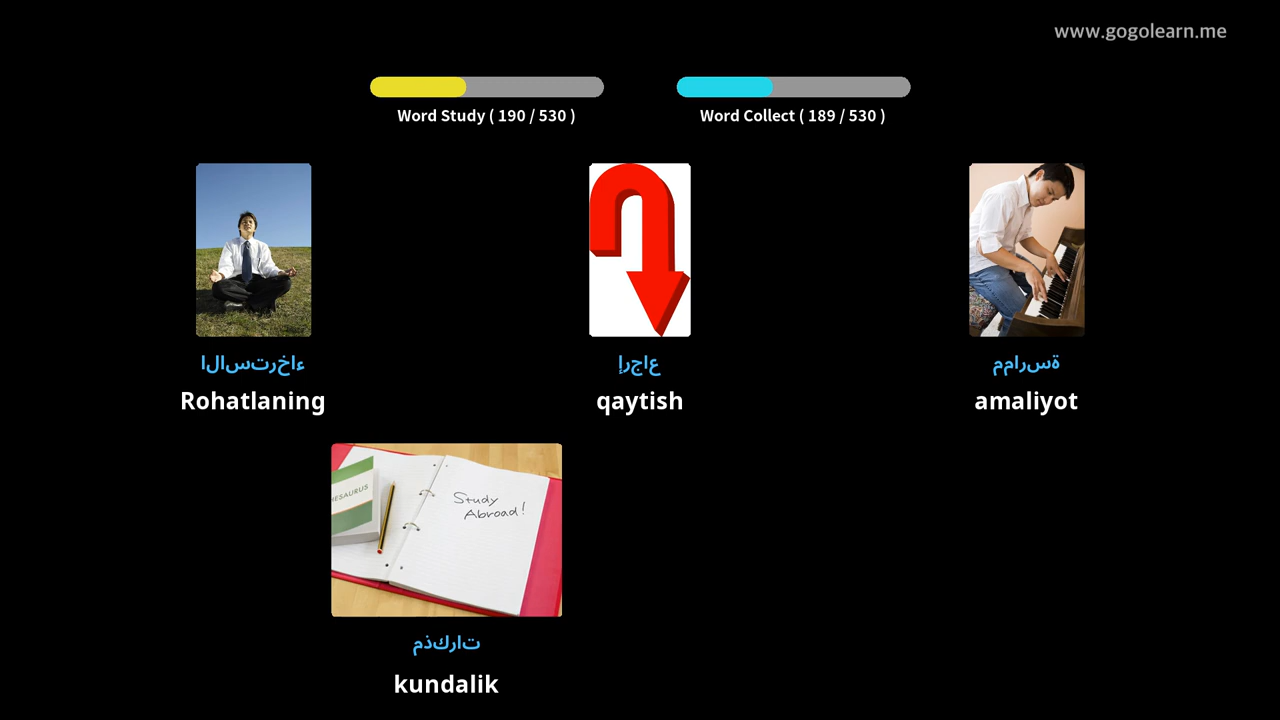 www.gogolearn.me
Word Study ( 190 / 530 )
Word Collect ( 189 / 530 )
الاسترخاء
Rohatlaning
إرجاع
qaytish
ممارسة
amaliyot
HESAURUS
Study
Abroad!
مذكرات
kundalik